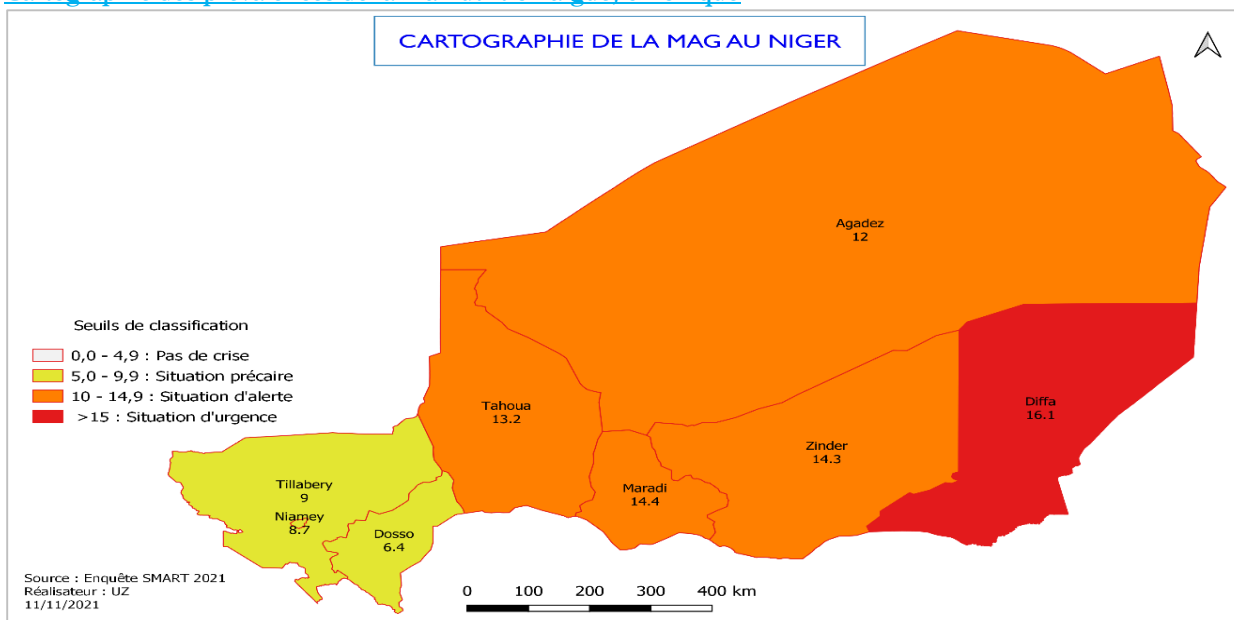 CARTOGRAPHIE DE LA MAG AU NIGER
Agadez
12
Seuils de classification
0,0 - 4,9 : Pas de crise
5,0 - 9,9 : Situation précaire
10 - 14,9 : Situation d'alerte
>15 : Situation d'urgence
Diffa
16.1
Tahoua
13.2
Zinder
14.3
Maradi
14.4
Tillabery
9
Niamey
8.7
Dosso
6.4
Source : Enquête SMART 2021
Réalisateur : UZ
11/11/2021
0 100 200 300 400 km